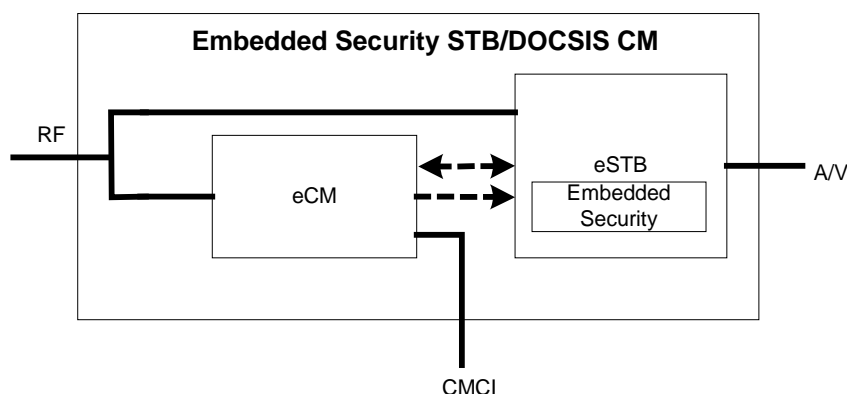 Embedded Security STB/DOCSIS CM
RF
eCM
eSTB
Embedded
Security
A/V
CMCI